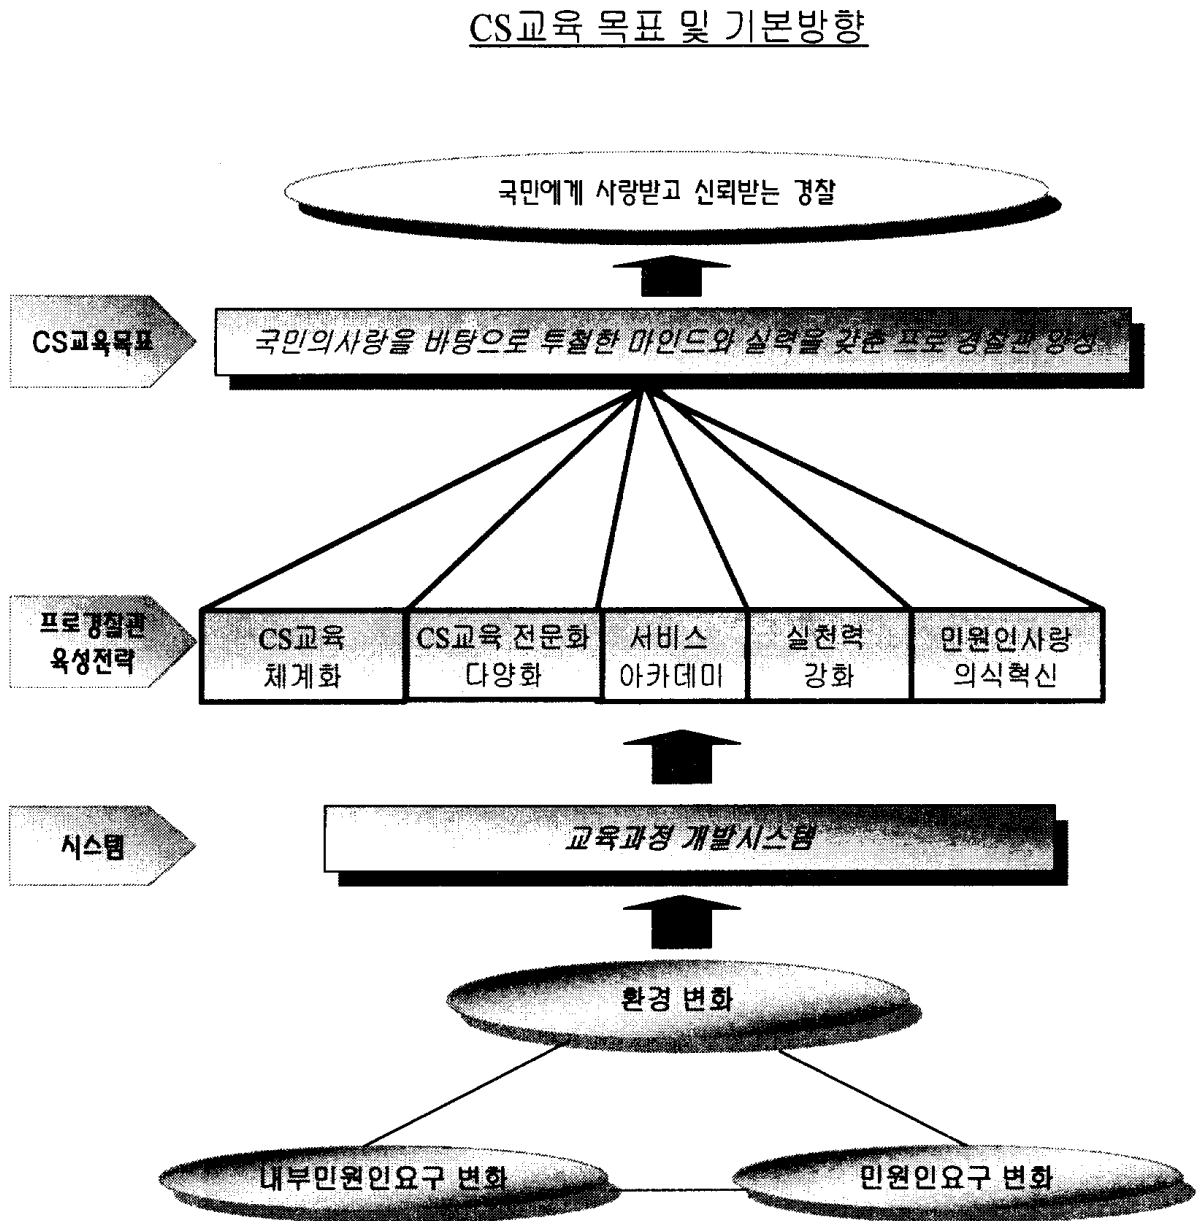 CS교육 목표 및 기본방향
국민에게 사랑받고 신뢰받는 경찰
CS교육목표
국민의사랑을 바탕으로 투철한 마인드와 실력을 갖춘 프로 경찰관 양성
프로경찰관
육성전략
CS교육
체계화
CS교육 전문화
다양화
서비스
아카데미
실천력
강화
민원인사랑
의식혁신
시스템
교육과정 개발시스템
환경 변화
내부민원인요구 변화
민원인요구 변화